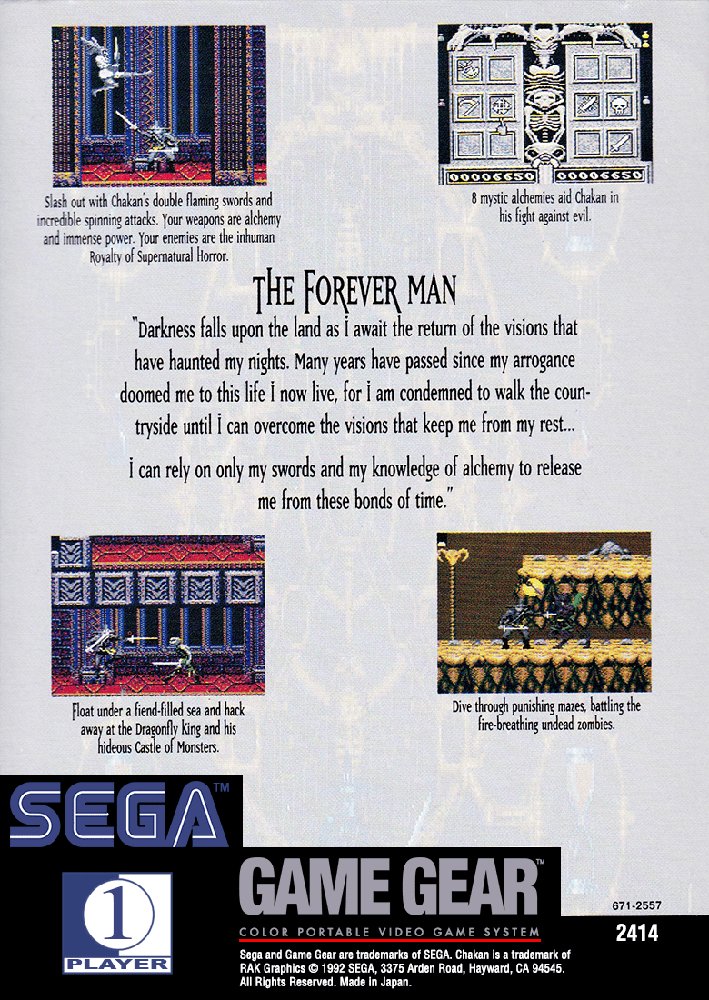 0006650 0006650
Slash out with Chakan's double flaming swords and
incredible spinning attacks. Your weapons are alchemy
and immense power. Your enemies are the inhuman
Royalty of Supernatural Horror.
8 mystic alchemies aid Chakan in
his fight against evil.
THE FOREVER MAN
"Darkness falls upon the land as I await the return of the visions that
have haunted my nights. Many years have passed since my arrogance
doomed me to this life I now live, for I am condemned to walk the coun-
tryside until I can overcome the visions that keep me from my rest...
I can rely on only my swords and my knowledge of alchemy to release
me from these bonds of time."
Float under a fiend-filled sea and hack
away at the Dragonfly King and his
hideous Castle of Monsters.
Dive through punishing mazes, battling the
fire-breathing undead zombies.
SEGA™
1
PLAYER
GAME GEAR™
COLOR PORTABLE VIDEO GAME SYSTEM
Sega and Game Gear are trademarks of SEGA. Chakan is a trademark of
RAK Graphics © 1992 SEGA, 3375 Arden Road, Hayward, CA 94545.
All Rights Reserved. Made in Japan.
671-2557
2414